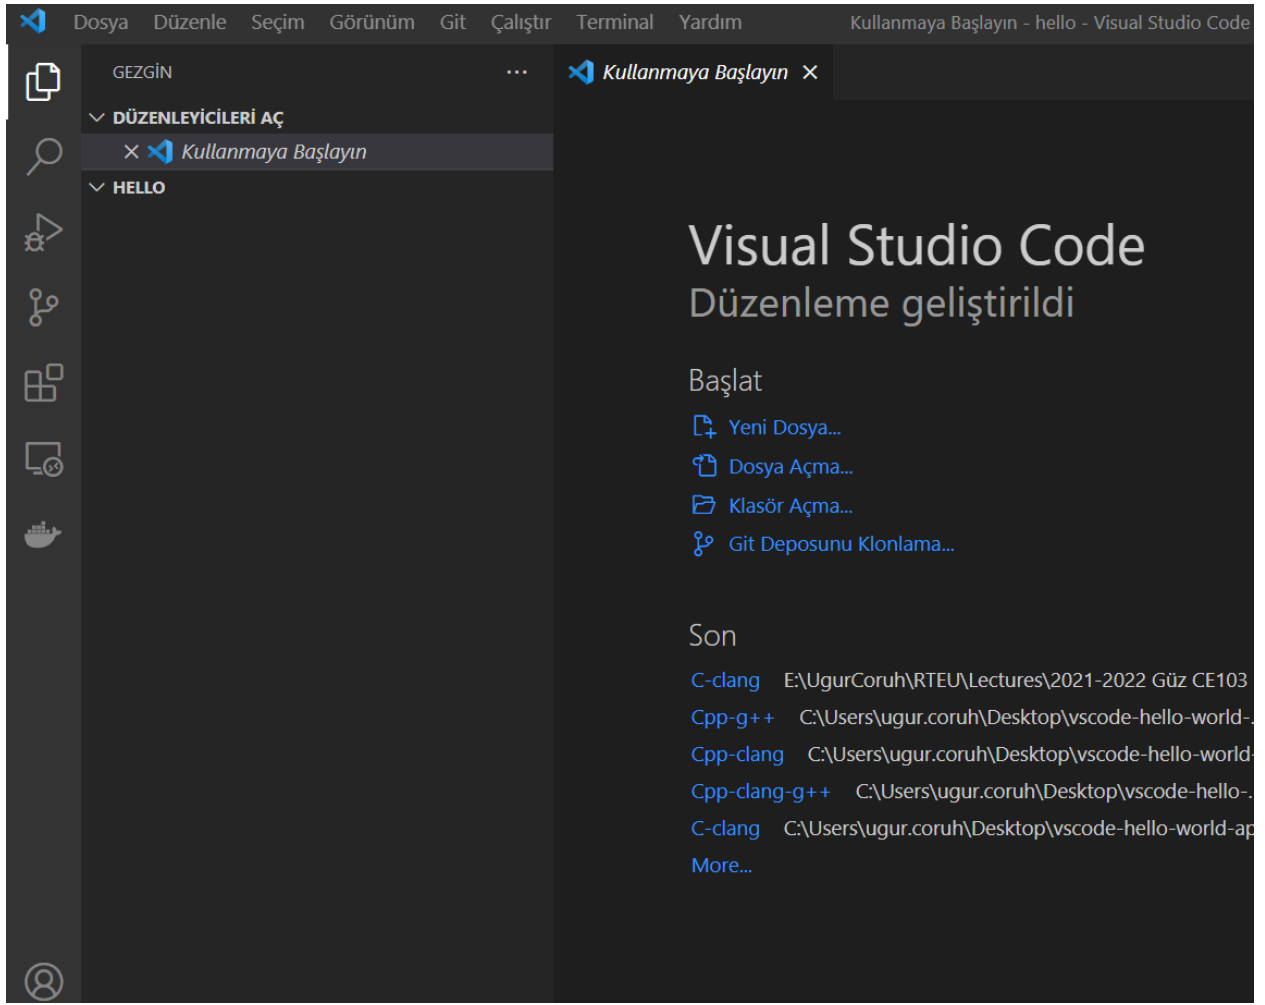 Dosya Düzenle Seçim Görünüm Git Çalıştır Terminal Yardım Kullanmaya Başlayın - hello - Visual Studio Code
GEZGİN ...
Kullanmaya Başlayın
DÜZENLEYİCİLERİ AÇ
Kullanmaya Başlayın
HELLO
Visual Studio Code
Düzenleme geliştirildi
Başlat
Yeni Dosya...
Dosya Açma...
Klasör Açma...
Git Deposunu Klonlama...
Son
C-clang E:\UgurCoruh\RTEU\Lectures\2021-2022 Güz CE103
Cpp-g++ C:\Users\ugur.coruh\Desktop\vscode-hello-world-...
Cpp-clang C:\Users\ugur.coruh\Desktop\vscode-hello-world-
Cpp-clang-g++ C:\Users\ugur.coruh\Desktop\vscode-hello-...
C-clang C:\Users\ugur.coruh\Desktop\vscode-hello-world-ap
More...